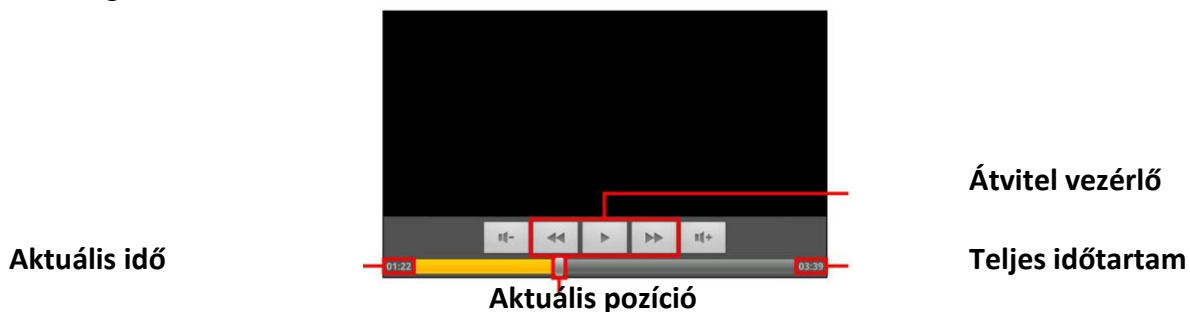 Átvitel vezérlő
Aktuális idő
01:22
03:39
Teljes időtartam
Aktuális pozíció